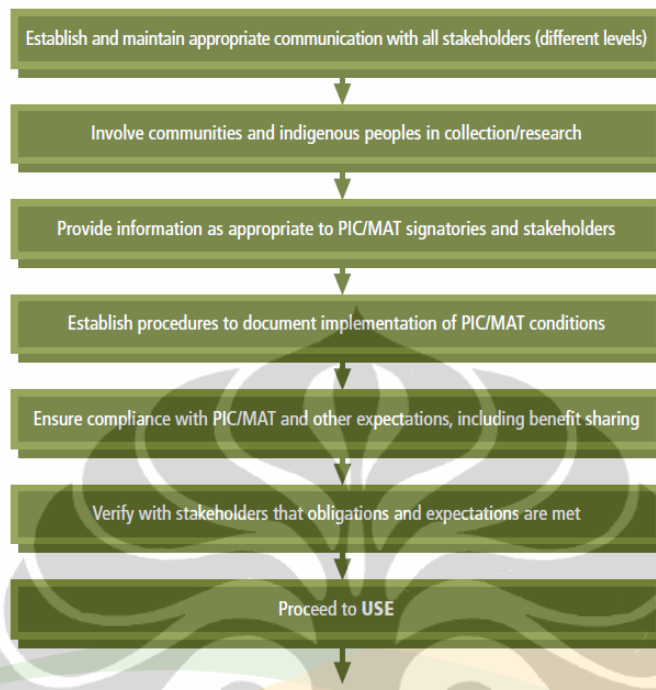 Establish and maintain appropriate communication with all stakeholders (different levels)
Involve communities and indigenous peoples in collection/research
Provide information as appropriate to PIC/MAT signatories and stakeholders
Establish procedures to document implementation of PIC/MAT conditions
Ensure compliance with PIC/MAT and other expectations, including benefit sharing
Verify with stakeholders that obligations and expectations are met
Proceed to USE